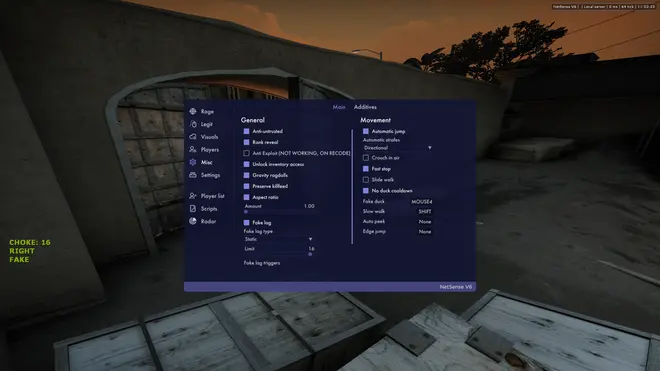 NetSense V6 | Local server | 0 ms | 64 tick | 11:50:45
Main Additives
Rage
Legit
Visuals
Players
Misc
Settings
Player list
Scripts
Radar
General
Anti-untrusted
Rank reveal
Anti Exploit (NOT WORKING, ON RECODE)
Unlock inventory access
Gravity ragdolls
Preserve killfeed
Aspect ratio
Amount 1.00
Fake lag
Fake lag type
Static
Limit 16
Fake lag triggers
Movement
Automatic jump
Automatic strafes
Directional
Crouch in air
Fast stop
Slide walk
No duck cooldown
Fake duck MOUSE4
Slow walk SHIFT
Auto peek None
Edge jump None
CHOKE: 16
RIGHT
FAKE
NetSense V6